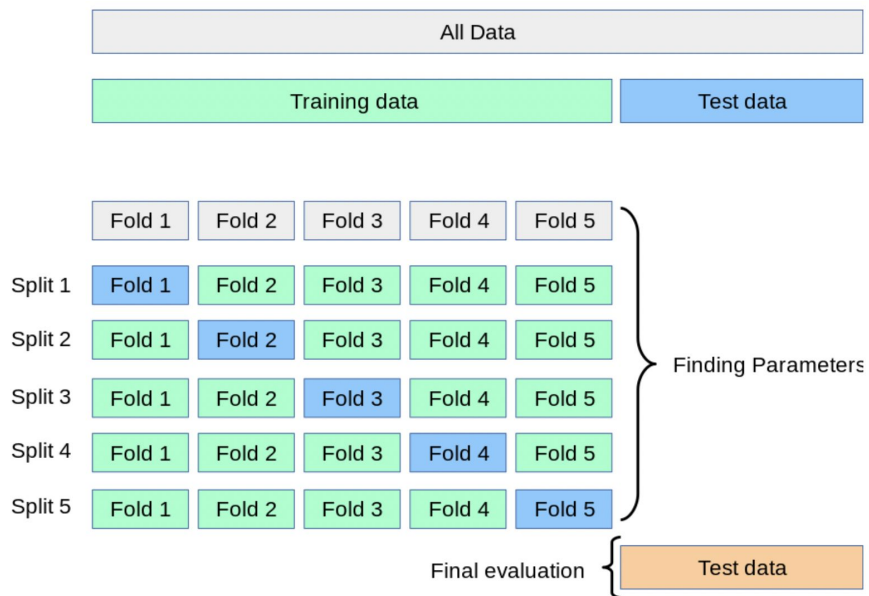 All Data
Training data Test data
Fold 1 Fold 2 Fold 3 Fold 4 Fold 5
Split 1 Fold 1 Fold 2 Fold 3 Fold 4 Fold 5
Split 2 Fold 1 Fold 2 Fold 3 Fold 4 Fold 5
Finding Parameters
Split 3 Fold 1 Fold 2 Fold 3 Fold 4 Fold 5
Split 4 Fold 1 Fold 2 Fold 3 Fold 4 Fold 5
Split 5 Fold 1 Fold 2 Fold 3 Fold 4 Fold 5
Final evaluation Test data